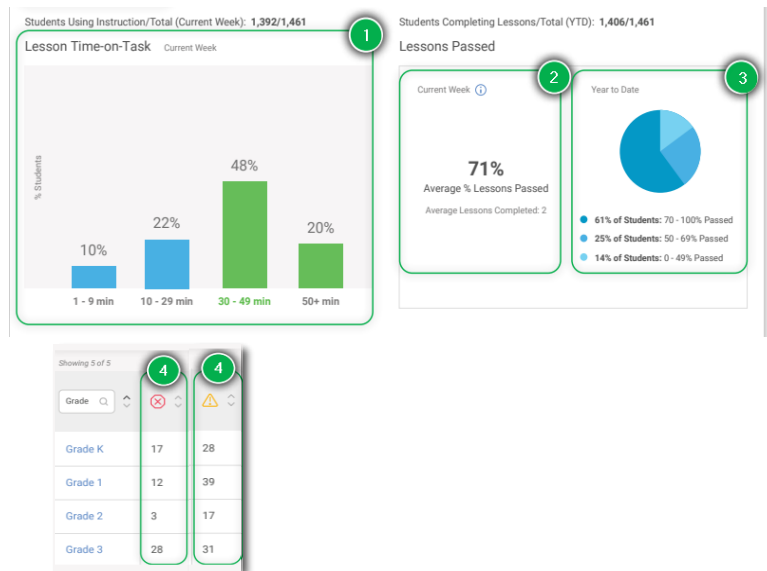 Students Using Instruction/Total (Current Week): 1,392/1,461
Lesson Time-on-Task Current Week
1
% Students
10%
22%
48%
20%
1 - 9 min 10 - 29 min 30 - 49 min 50+ min
Students Completing Lessons/Total (YTD): 1,406/1,461
Lessons Passed
2
Current Week
71%
Average % Lessons Passed
Average Lessons Completed: 2
3
Year to Date
61% of Students: 70 - 100% Passed
25% of Students: 50 - 69% Passed
14% of Students: 0 - 49% Passed
Showing 5 of 5
4 4
Grade
Grade K 17 28
Grade 1 12 39
Grade 2 3 17
Grade 3 28 31